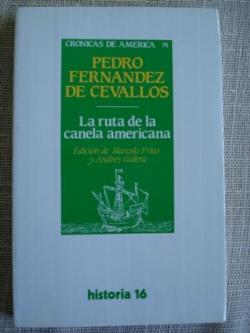 CRÓNICAS DE AMERICA 74
PEDRO
FERNANDEZ
DE CEVALLOS
La ruta de la
canela americana
Edición de Marcelo Frías
y Andrés Galera
historia 16